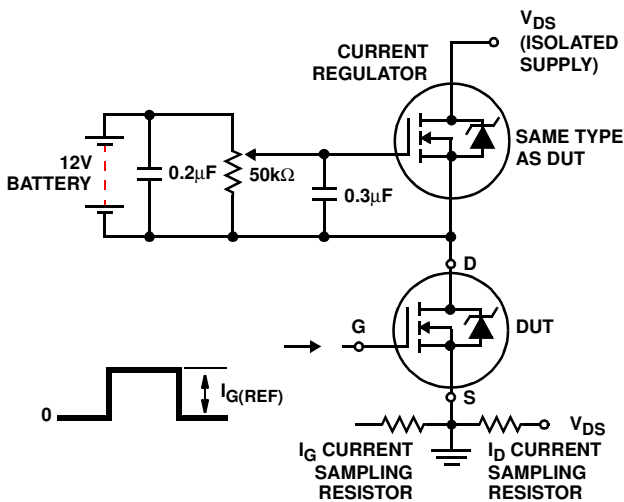 V_DS
(ISOLATED
SUPPLY)
CURRENT
REGULATOR
SAME TYPE
AS DUT
12V
BATTERY
0.2μF
50kΩ
0.3μF
D
DUT
G
I_G(REF)
0
S
V_DS
I_G CURRENT
SAMPLING
RESISTOR
I_D CURRENT
SAMPLING
RESISTOR